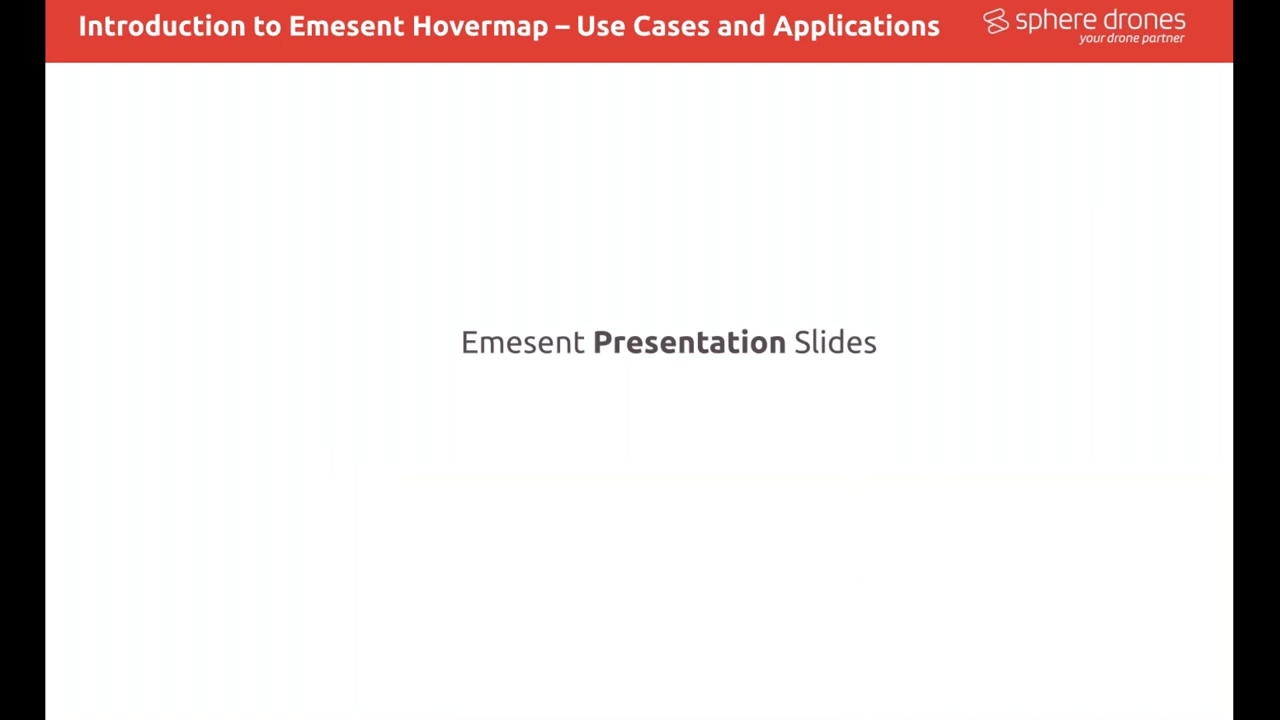 Introduction to Emesent Hovermap – Use Cases and Applications
sphere drones
your drone partner
Emesent Presentation Slides